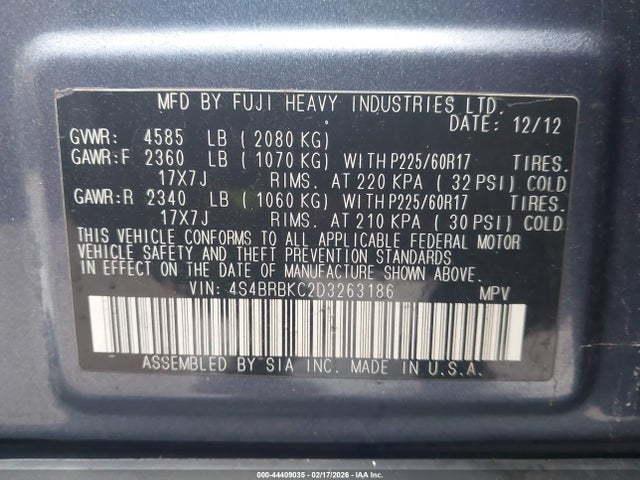 MFD BY FUJI HEAVY INDUSTRIES LTD.
DATE: 12/12
GVWR: 4585 LB ( 2080 KG)
GAWR:F 2360 LB ( 1070 KG) WITH P225/60R17 TIRES.
17X7J RIMS. AT 220 KPA ( 32 PSI) COLD
GAWR:R 2340 LB ( 1060 KG) WITH P225/60R17 TIRES.
17X7J RIMS. AT 210 KPA ( 30 PSI) COLD
THIS VEHICLE CONFORMS TO ALL APPLICABLE FEDERAL MOTOR
VEHICLE SAFETY AND THEFT PREVENTION STANDARDS
IN EFFECT ON THE DATE OF MANUFACTURE SHOWN ABOVE.
VIN: 4S4BRBKC2D3263186 MPV
ASSEMBLED BY SIA INC. MADE IN U.S.A.
000-44409035 - 02/17/2026 - IAAI.COM